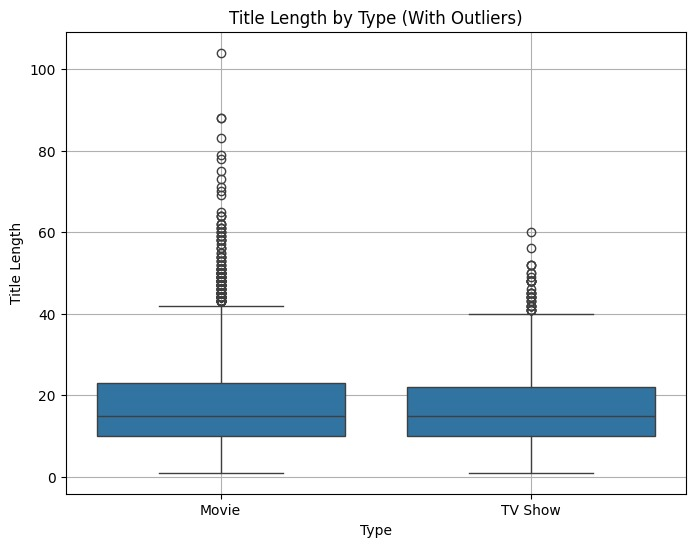 Title Length by Type (With Outliers)
100
80
60
40
20
0
Title Length
Movie
TV Show
Type